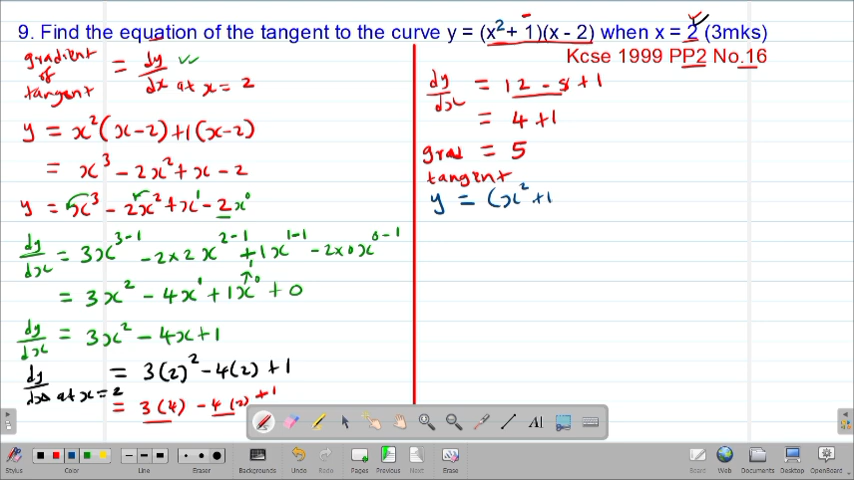 9. Find the equation of the tangent to the curve y = (x²+ 1)(x - 2) when x = 2 (3mks)
Kcse 1999 PP2 No.16
gradient of tangent = dy/dx at x = 2
y = x²(x-2)+1(x-2)
= x³ - 2x² + x - 2
y = x³ - 2x² + x¹ - 2x⁰
dy/dx = 3x³⁻¹ - 2×2x²⁻¹ + 1x¹⁻¹ - 2×0x⁰⁻¹
= 3x² - 4x¹ + 1x⁰ + 0
dy/dx = 3x² - 4x + 1
dy/dx at x = 2 = 3(2)² - 4(2) + 1
= 3(4) - 4(2) + 1
dy/dx = 12 - 8 + 1
= 4 + 1
grad = 5
tangent
y = (x² + 1
Stylus
Color
Line
Eraser
Backgrounds
Undo
Redo
Pages
Previous
Next
Erase
Board
Web
Documents
Desktop
OpenBoard